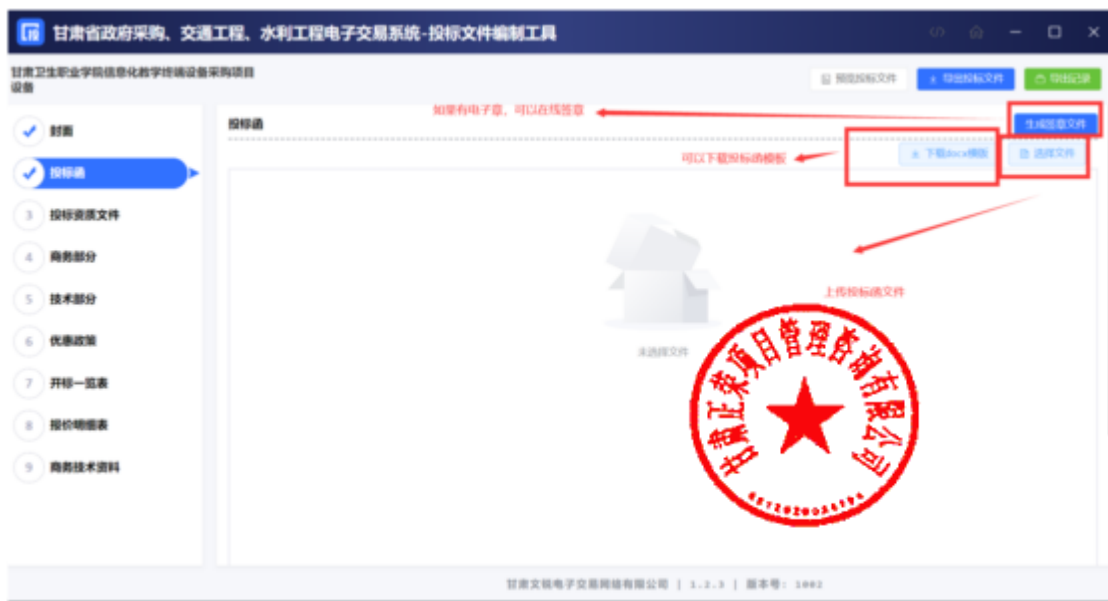 甘肃省政府采购、交通工程、水利工程电子交易系统-投标文件编制工具
甘肃卫生职业学院信息化教学终端设备采购项目
设备
预览投标文件
导出投标文件
导出记录
如果有电子章，可以在线签章
生成签章文件
投标函
可以下载投标函模板
下载docx模板
选择文件
✓ 封面
✓ 投标函
3 投标资质文件
4 商务部分
5 技术部分
6 优惠政策
7 开标一览表
8 报价明细表
9 商务技术资料
上传投标函文件
未选择文件
甘肃正荣项目管理咨询有限公司
甘肃文锐电子交易网络有限公司 | 1.2.3 | 版本号: 1002